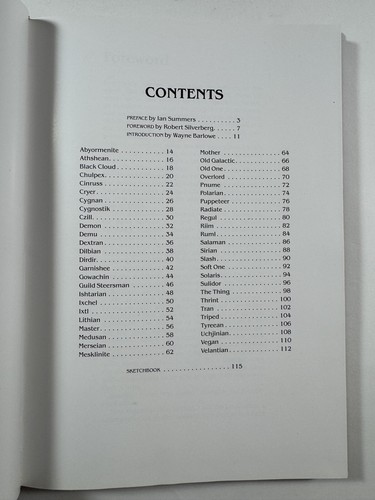 CONTENTS
PREFACE by Ian Summers . . . . . . . . . . 3
FOREWORD by Robert Silverberg. . . . . 7
INTRODUCTION by Wayne Barlowe . . . . 11
Abyormenite . . . . . . . . . . . . 14
Athshean. . . . . . . . . . . . . . 16
Black Cloud . . . . . . . . . . . . 18
Chulpex. . . . . . . . . . . . . . . 20
Cinruss . . . . . . . . . . . . . . . 22
Cryer . . . . . . . . . . . . . . . . . 24
Cygnan . . . . . . . . . . . . . . . 26
Cygnostik . . . . . . . . . . . . . 28
Czill. . . . . . . . . . . . . . . . . . 30
Demon . . . . . . . . . . . . . . . 32
Demu . . . . . . . . . . . . . . . . 34
Dextran . . . . . . . . . . . . . . 36
Dilbian . . . . . . . . . . . . . . . 38
Dirdir. . . . . . . . . . . . . . . . . 40
Garnishee . . . . . . . . . . . . . 42
Gowachin . . . . . . . . . . . . . 44
Guild Steersman . . . . . . . . 46
Ishtarian . . . . . . . . . . . . . . 48
Ixchel . . . . . . . . . . . . . . . . 50
Ixtl . . . . . . . . . . . . . . . . . . 52
Lithian . . . . . . . . . . . . . . . 54
Master. . . . . . . . . . . . . . . . 56
Medusan . . . . . . . . . . . . . . 58
Merseian . . . . . . . . . . . . . . 60
Mesklinite . . . . . . . . . . . . . 62
Mother . . . . . . . . . . . . . . . 64
Old Galactic . . . . . . . . . . . 66
Old One . . . . . . . . . . . . . . 68
Overlord . . . . . . . . . . . . . . 70
Pnume . . . . . . . . . . . . . . . 72
Polarian . . . . . . . . . . . . . . 74
Puppeteer . . . . . . . . . . . . . 76
Radiate . . . . . . . . . . . . . . . 78
Regul . . . . . . . . . . . . . . . . 80
Riim . . . . . . . . . . . . . . . . . 82
Ruml . . . . . . . . . . . . . . . . 84
Salaman . . . . . . . . . . . . . . 86
Sirian . . . . . . . . . . . . . . . . 88
Slash . . . . . . . . . . . . . . . . 90
Soft One . . . . . . . . . . . . . . 92
Solaris. . . . . . . . . . . . . . . . 94
Sulidor . . . . . . . . . . . . . . . 96
The Thing . . . . . . . . . . . . . 98
Thrint . . . . . . . . . . . . . . . 100
Tran . . . . . . . . . . . . . . . . 102
Triped . . . . . . . . . . . . . . . 104
Tyreean . . . . . . . . . . . . . . 106
Uchjinian . . . . . . . . . . . . . 108
Vegan . . . . . . . . . . . . . . . 110
Velantian . . . . . . . . . . . . . 112
SKETCHBOOK . . . . . . . . . . . . . . . . 115